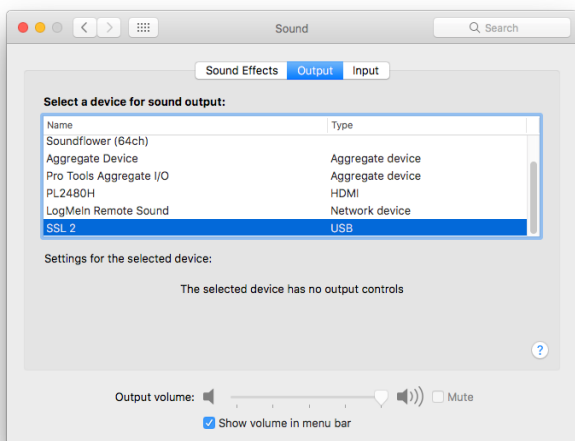 Sound
Search
Sound Effects Output Input
Select a device for sound output:
Name Type
Soundflower (64ch)
Aggregate Device Aggregate device
Pro Tools Aggregate I/O Aggregate device
PL2480H HDMI
LogMeIn Remote Sound Network device
SSL 2 USB
Settings for the selected device:
The selected device has no output controls
?
Output volume: Mute
Show volume in menu bar